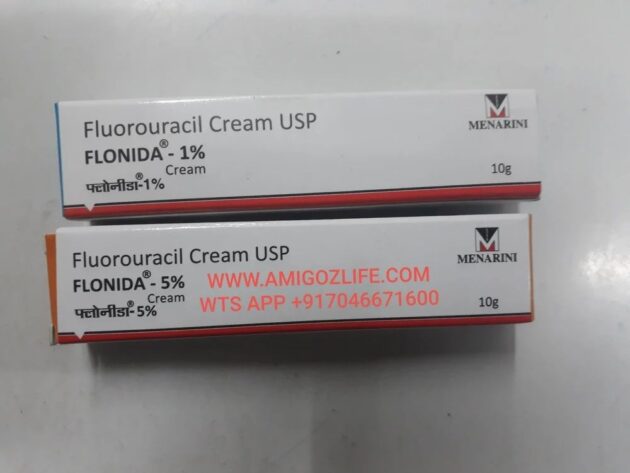 Fluorouracil Cream USP
FLONIDA® - 1%
Cream
फ्लोनीडा®-1%
MENARINI
10g
Fluorouracil Cream USP
FLONIDA® - 5%
Cream
फ्लोनीडा®-5%
MENARINI
10g
WWW.AMIGOZLIFE.COM
WTS APP +917046671600